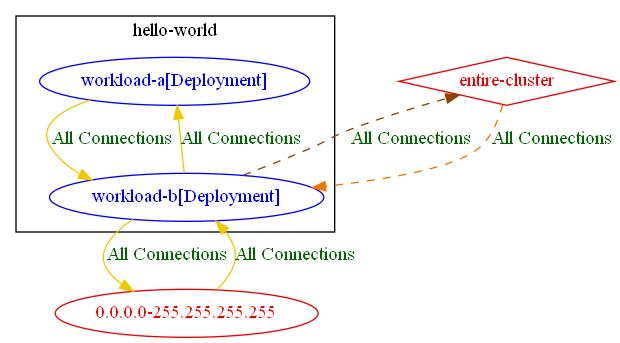 hello-world
workload-a[Deployment]
entire-cluster
All Connections
All Connections
All Connections
All Connections
workload-b[Deployment]
All Connections
All Connections
0.0.0.0-255.255.255.255